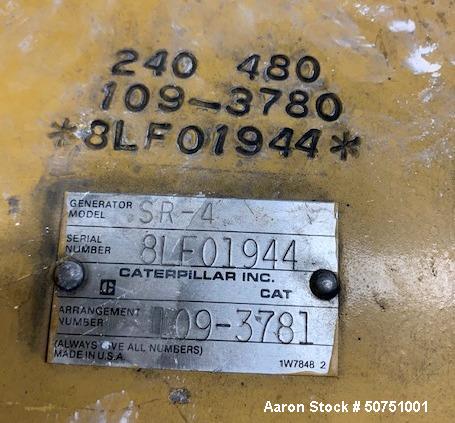 240 480
109-3780
*8LF01944*
GENERATOR MODEL SR-4
SERIAL NUMBER 8LF01944
CATERPILLAR INC.
CAT
ARRANGEMENT NUMBER 109-3781
(ALWAYS GIVE ALL NUMBERS)
MADE IN U.S.A. 1W7848 2
Aaron Stock # 50751001